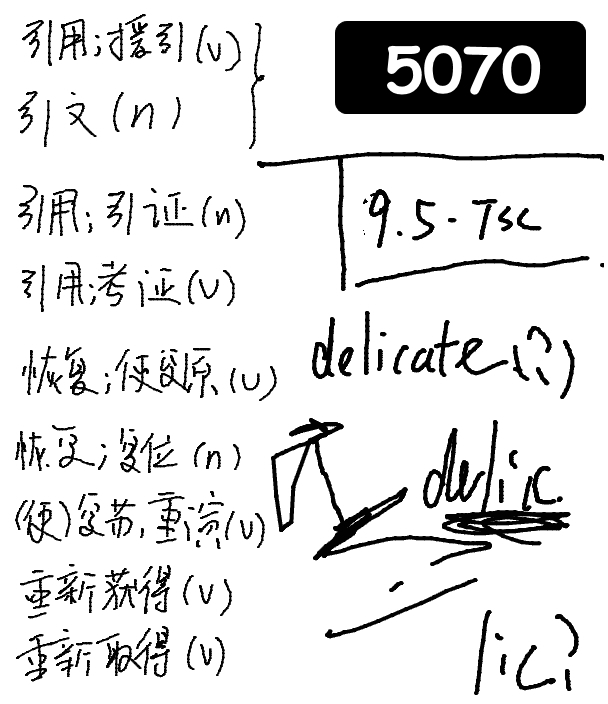 引用;援引(v)
引文(n)
引用;引证(n)
引用;考证(v)
恢复;使复原(v)
恢复;复位(n)
(使)复苏,重演(v)
重新获得(v)
重新取得(v)
5070
9.5-Tsc
delicate(?)
delic
lic?